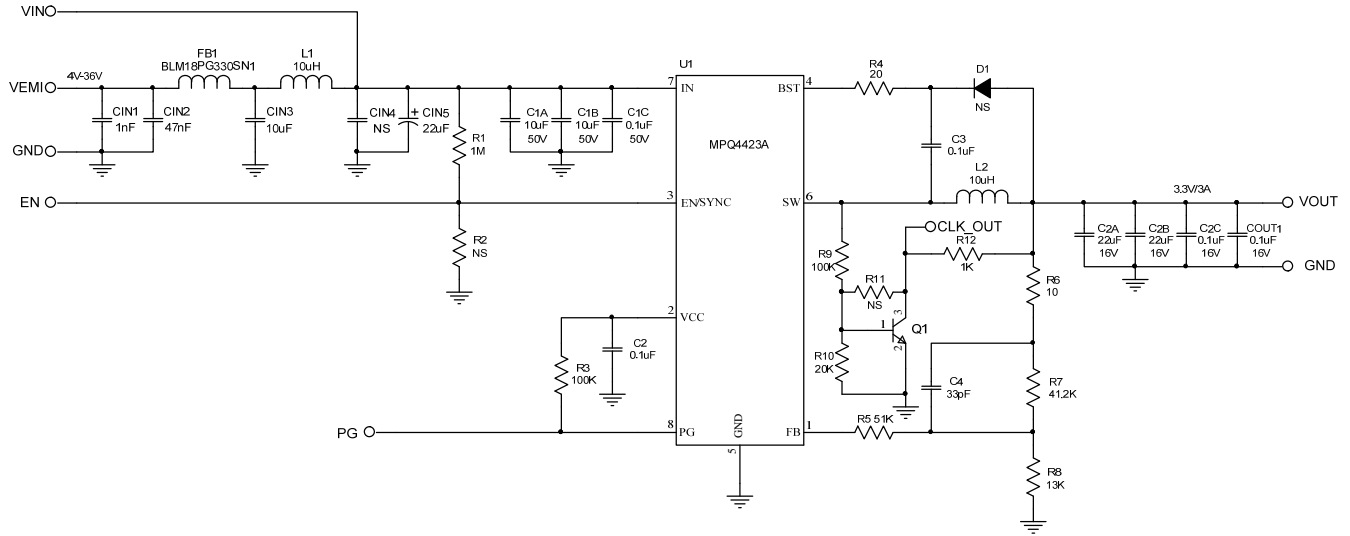 VIN
VEMI
4V-36V
FB1
BLM18PG330SN1
L1
10uH
CIN1
1nF
CIN2
47nF
CIN3
10uF
GND
CIN4
NS
CIN5
22uF
+
R1
1M
C1A
10uF
50V
C1B
10uF
50V
C1C
0.1uF
50V
EN
R2
NS
R3
100K
C2
0.1uF
PG
U1
MPQ4423A
7
IN
3
EN/SYNC
2
VCC
8
PG
GND
5
4
BST
6
SW
1
FB
R4
20
D1
NS
C3
0.1uF
L2
10uH
3.3V/3A
VOUT
CLK_OUT
R12
1K
R9
100K
R11
NS
R10
20K
1
3
2
Q1
C2A
22uF
16V
C2B
22uF
16V
C2C
0.1uF
16V
COUT1
0.1uF
16V
GND
R6
10
C4
33pF
R7
41.2K
R5 51K
R8
13K